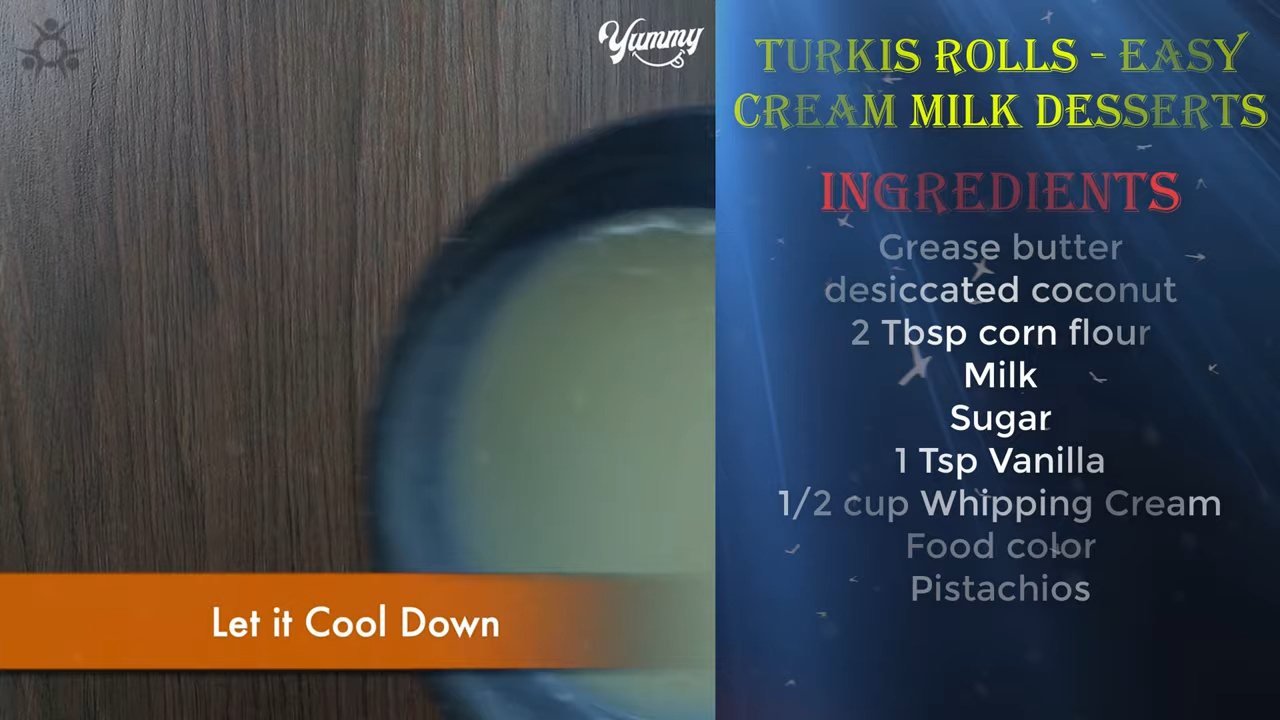 Yummy
TURKIS ROLLS - EASY
CREAM MILK DESSERTS
INGREDIENTS
Grease butter
desiccated coconut
2 Tbsp corn flour
Milk
Sugar
1 Tsp Vanilla
1/2 cup Whipping Cream
Food color
Pistachios
Let it Cool Down